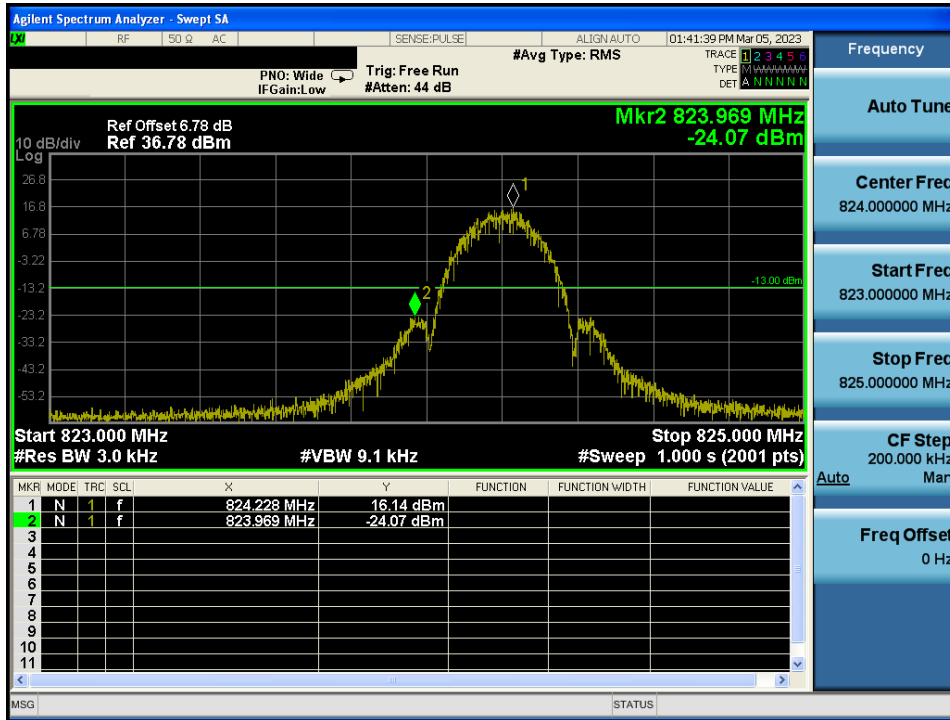 Agilent Spectrum Analyzer - Swept SA
LXI RF 50 Ω AC SENSE:PULSE ALIGN AUTO 01:41:39 PM Mar 05, 2023
Frequency
#Avg Type: RMS
TRACE 1 2 3 4 5 6
PNO: Wide Trig: Free Run
TYPE M WWWWW
IFGain:Low #Atten: 44 dB
DET A N N N N N
Auto Tune
Mkr2 823.969 MHz
-24.07 dBm
Ref Offset 6.78 dB
10 dB/div Ref 36.78 dBm
Log
26.8
16.8
6.78
-3.22
-13.2
-23.2
-33.2
-43.2
-53.2
1
2
-13.00 dBm
Center Freq
824.000000 MHz
Start Freq
823.000000 MHz
Stop Freq
825.000000 MHz
Start 823.000 MHz Stop 825.000 MHz
#Res BW 3.0 kHz #VBW 9.1 kHz #Sweep 1.000 s (2001 pts)
CF Step
200.000 kHz
Auto Man
Freq Offset
0 Hz
MKR MODE TRC SCL X Y FUNCTION FUNCTION WIDTH FUNCTION VALUE
1 N 1 f 824.228 MHz 16.14 dBm
2 N 1 f 823.969 MHz -24.07 dBm
3
4
5
6
7
8
9
10
11
MSG STATUS